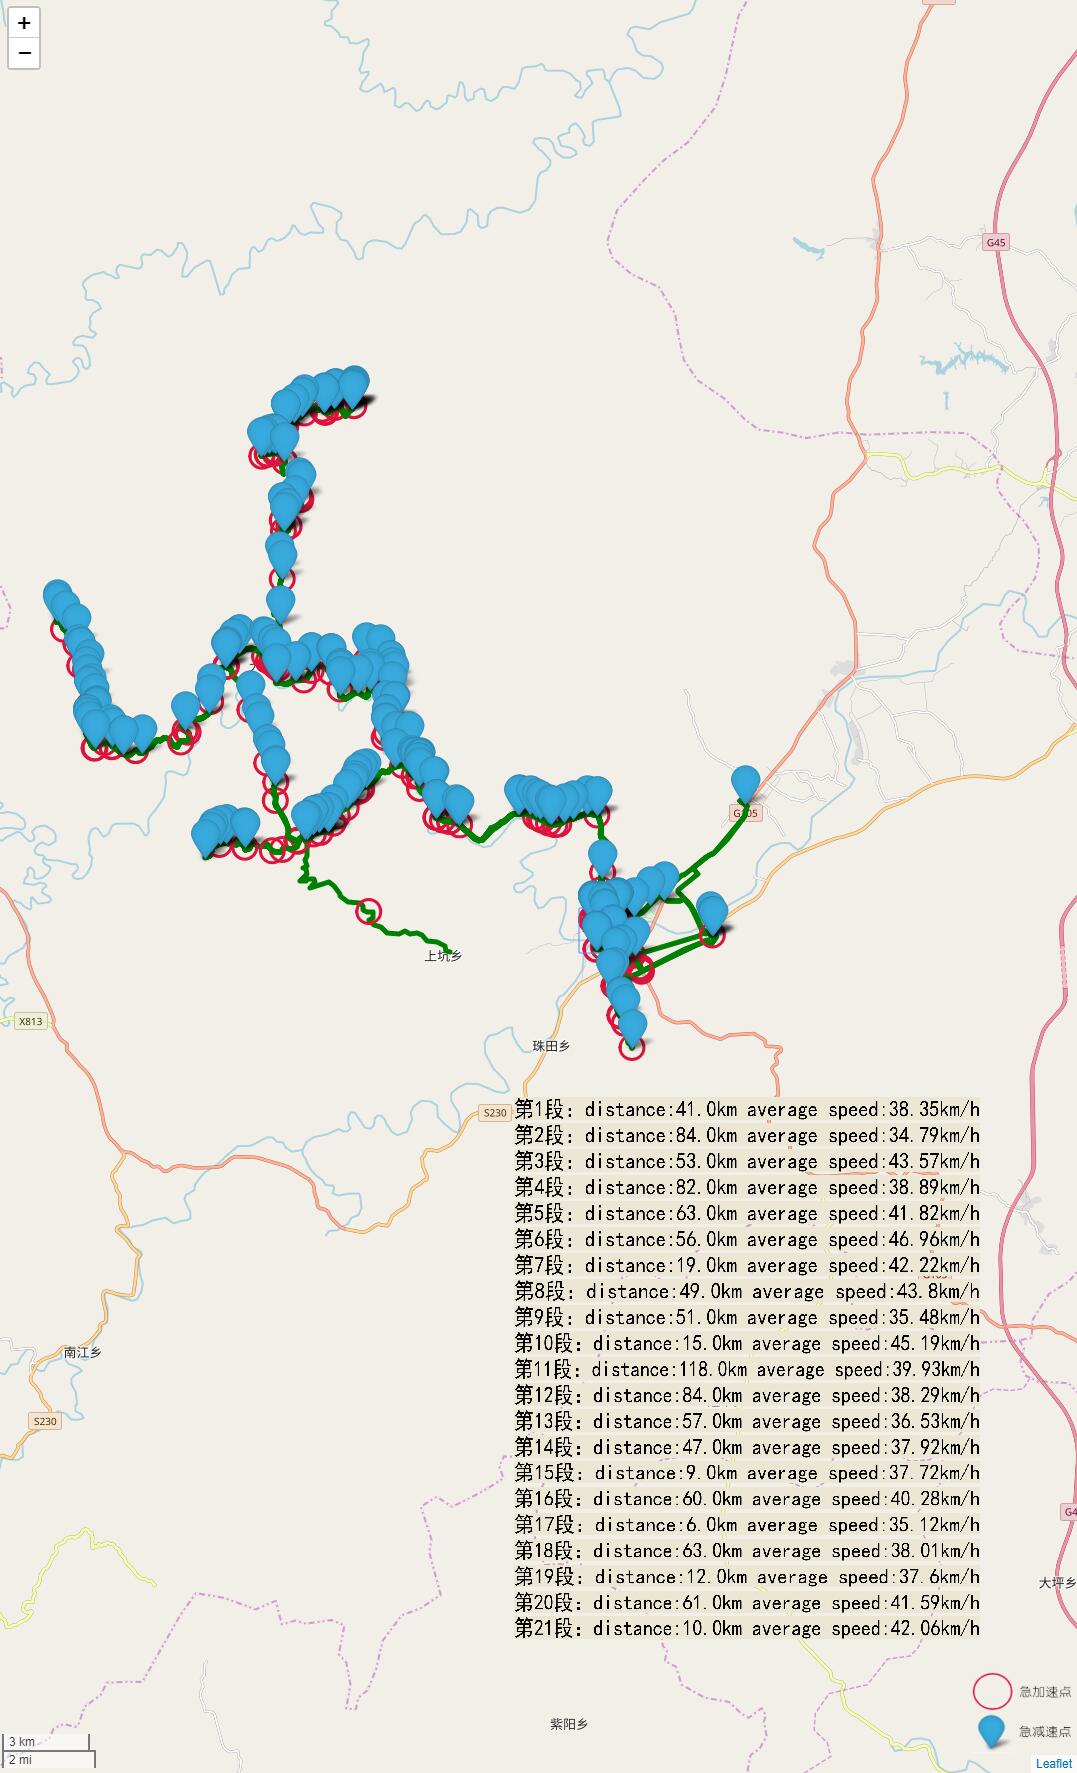 +
−
G45
G105
上坑乡
X813
珠田乡
S230
第1段：distance:41.0km average speed:38.35km/h
第2段：distance:84.0km average speed:34.79km/h
第3段：distance:53.0km average speed:43.57km/h
第4段：distance:82.0km average speed:38.89km/h
第5段：distance:63.0km average speed:41.82km/h
第6段：distance:56.0km average speed:46.96km/h
第7段：distance:19.0km average speed:42.22km/h
第8段：distance:49.0km average speed:43.8km/h
第9段：distance:51.0km average speed:35.48km/h
第10段：distance:15.0km average speed:45.19km/h
南江乡
第11段：distance:118.0km average speed:39.93km/h
第12段：distance:84.0km average speed:38.29km/h
第13段：distance:57.0km average speed:36.53km/h
S230
第14段：distance:47.0km average speed:37.92km/h
第15段：distance:9.0km average speed:37.72km/h
第16段：distance:60.0km average speed:40.28km/h
G4
第17段：distance:6.0km average speed:35.12km/h
第18段：distance:63.0km average speed:38.01km/h
第19段：distance:12.0km average speed:37.6km/h
大坪乡
第20段：distance:61.0km average speed:41.59km/h
第21段：distance:10.0km average speed:42.06km/h
急加速点
紫阳乡
急减速点
3 km
2 mi
Leaflet